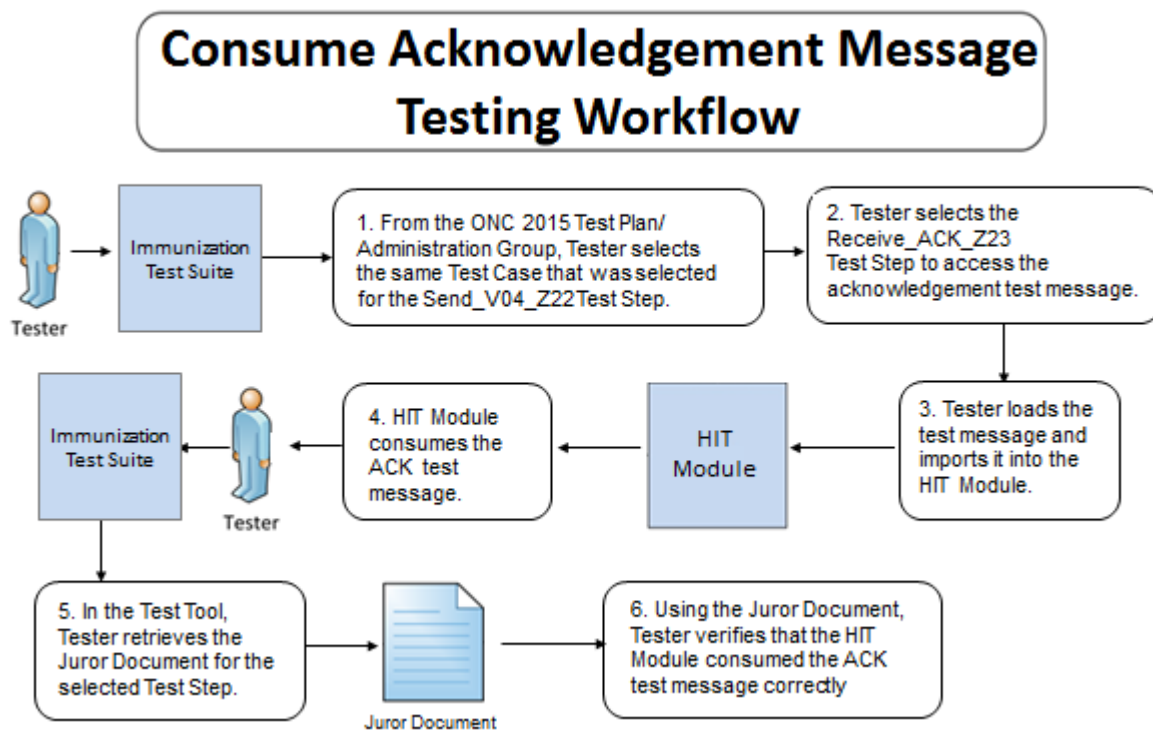 Consume Acknowledgement Message
Testing Workflow
Tester
Immunization
Test Suite
1. From the ONC 2015 Test Plan/
Administration Group, Tester selects
the same Test Case that was selected
for the Send_V04_Z22 Test Step.
2. Tester selects the
Receive_ACK_Z23
Test Step to access the
acknowledgement test message.
3. Tester loads the
test message and
imports it into the
HIT Module.
HIT
Module
4. HIT Module
consumes the
ACK test
message.
Tester
Immunization
Test Suite
5. In the Test Tool,
Tester retrieves the
Juror Document for the
selected Test Step.
Juror Document
6. Using the Juror Document,
Tester verifies that the HIT
Module consumed the ACK
test message correctly